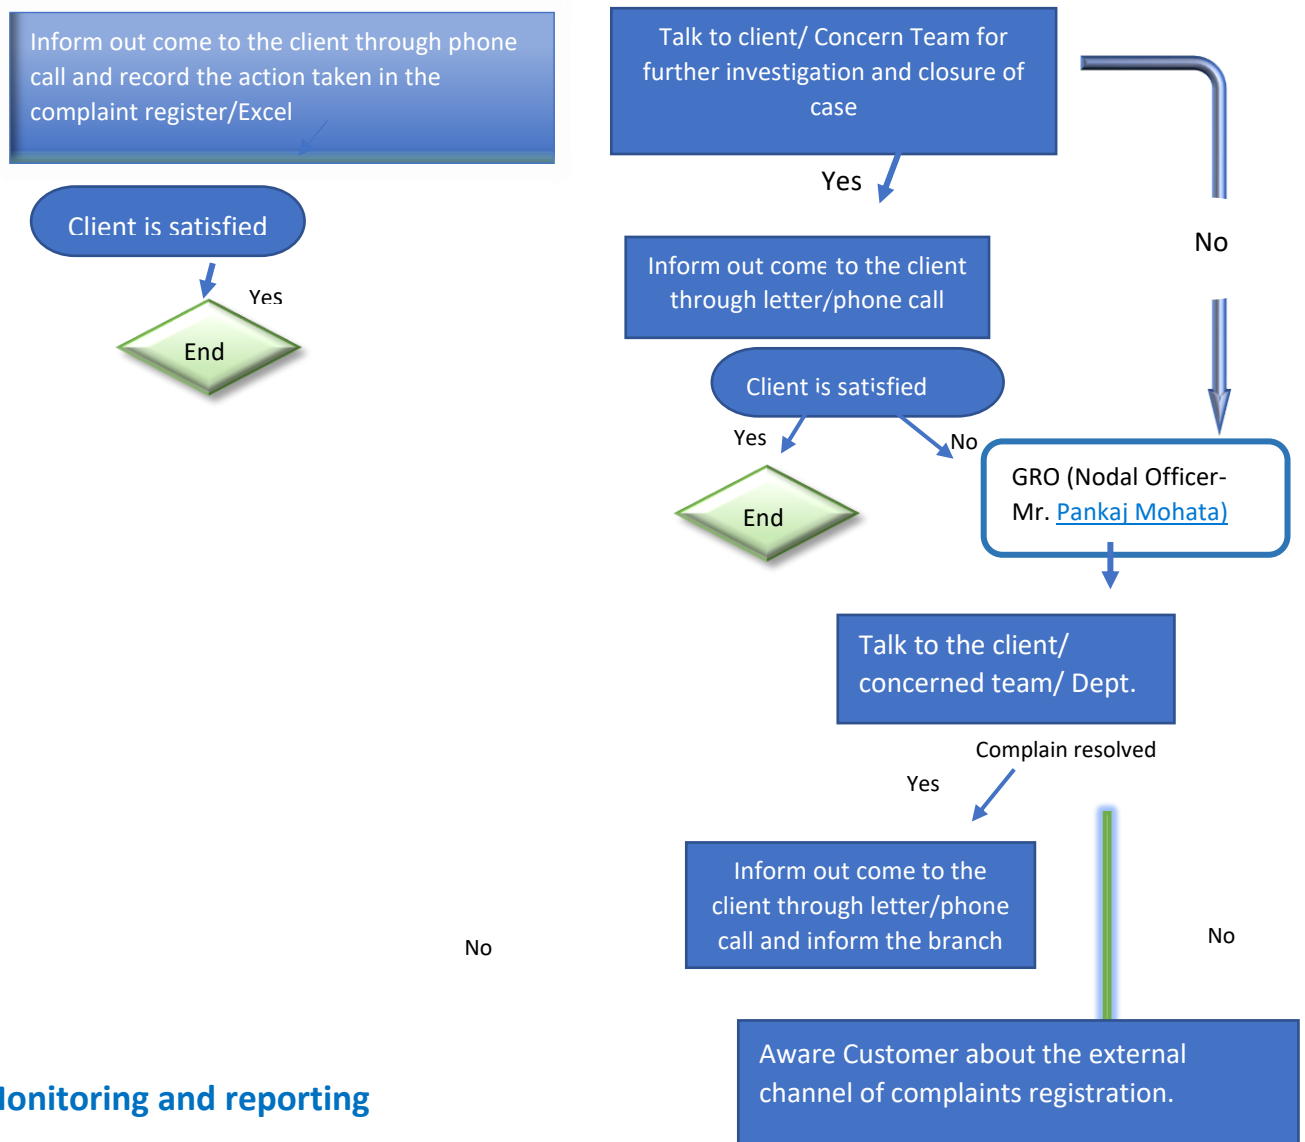 Inform out come to the client through phone
call and record the action taken in the
complaint register/Excel
Client is satisfied
Yes
End
Talk to client/ Concern Team for
further investigation and closure of
case
Yes
No
Inform out come to the client
through letter/phone call
Client is satisfied
Yes
No
End
GRO (Nodal Officer-
Mr. Pankaj Mohata)
Talk to the client/
concerned team/ Dept.
Complain resolved
Yes
Inform out come to the
client through letter/phone
call and inform the branch
No
No
Aware Customer about the external
channel of complaints registration.
and reporting